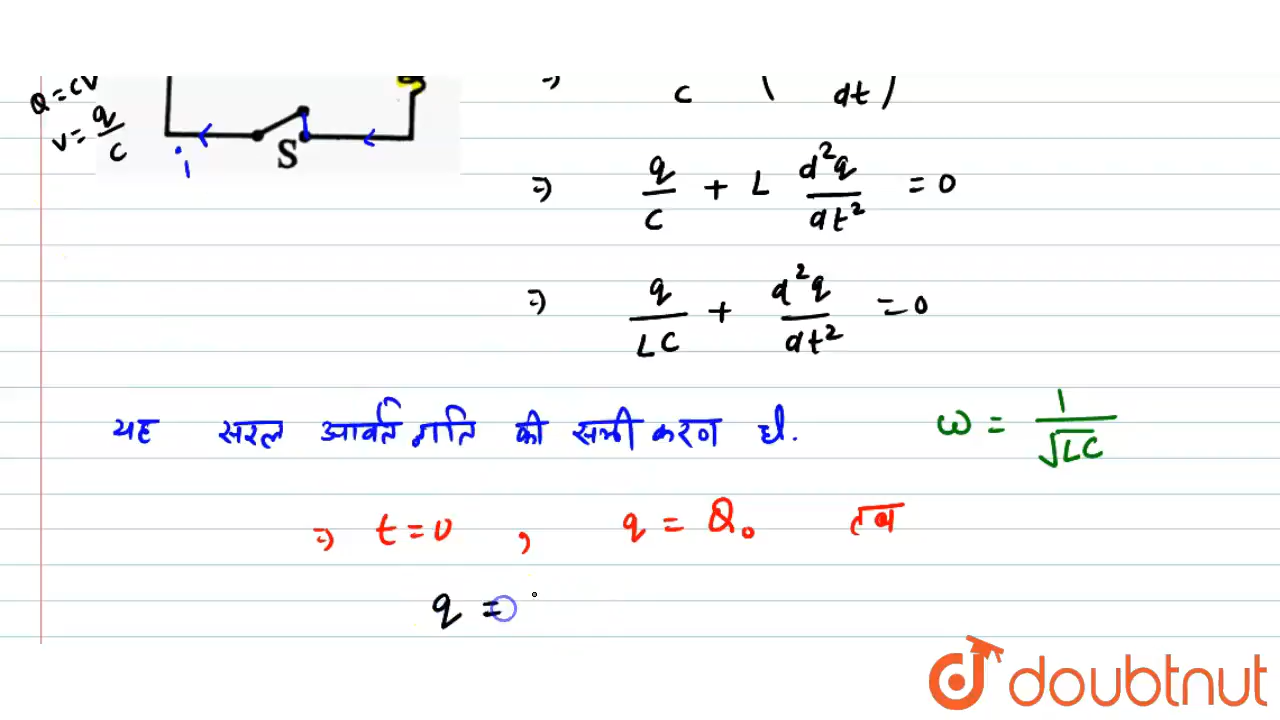 Q = CV
V = q/C
i
S
C dt
⇒ q/C + L d²q/dt² = 0
⇒ q/LC + d²q/dt² = 0
यह सरल आवर्त गति की समीकरण है.
ω = 1/√LC
⇒ t = 0 , q = Q₀ तब
q =
doubtnut